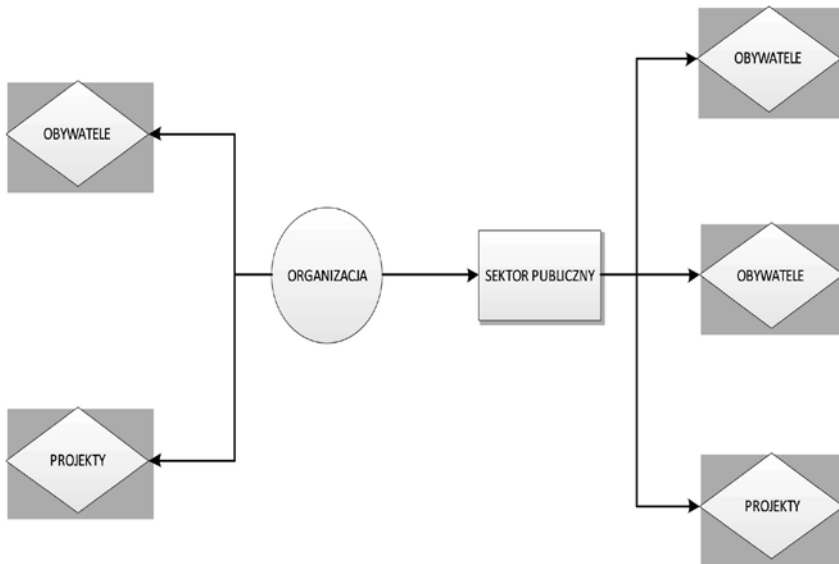 OBYWATELE
OBYWATELE
ORGANIZACJA
SEKTOR PUBLICZNY
OBYWATELE
PROJEKTY
PROJEKTY